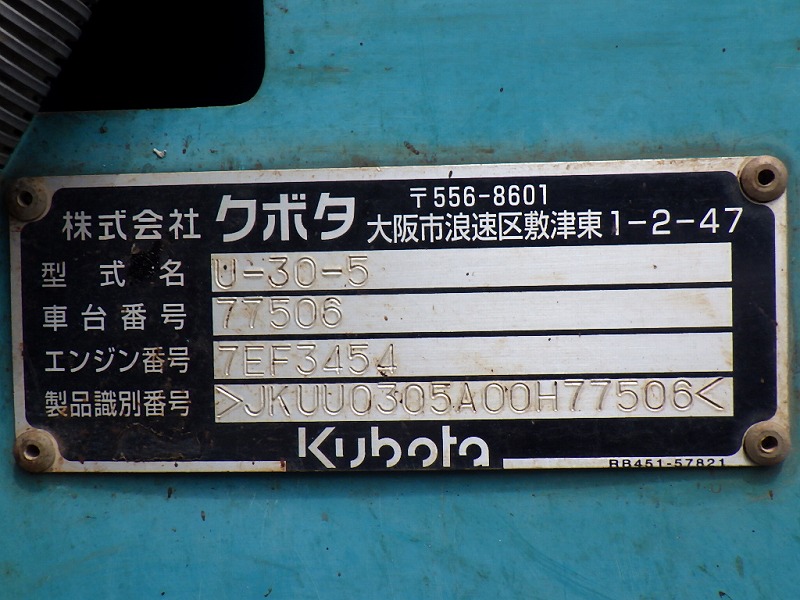 株式会社 クボタ 〒556-8601
大阪市浪速区敷津東1-2-47
型式名 U-30-5
車台番号 77506
エンジン番号 7EF3454
製品識別番号 >JKUU0305A00H77506<
Kubota
RB451-57821